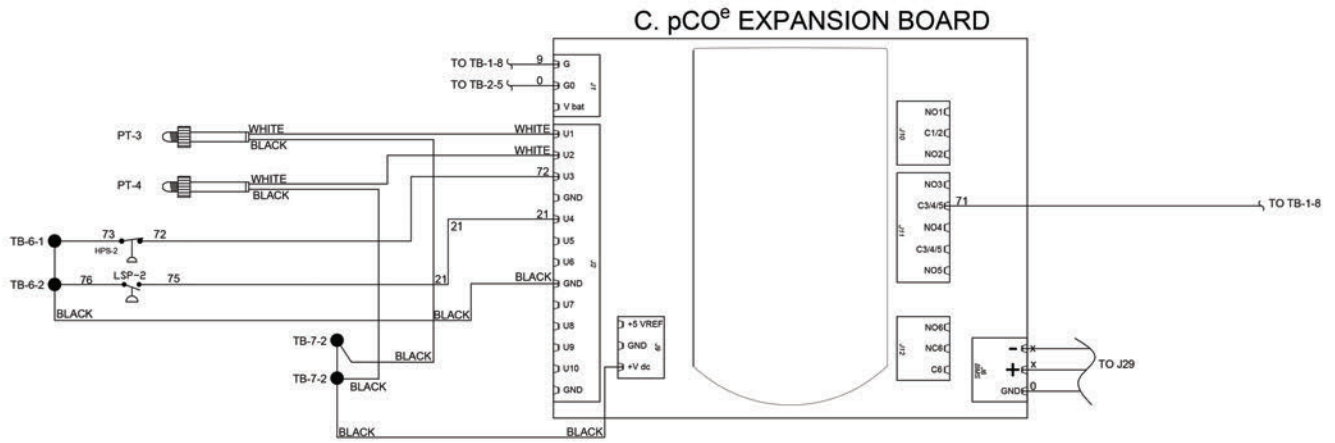 C. pCOe EXPANSION BOARD
TO TB-1-8 9 G
TO TB-2-5 0 G0
V bat
J1
PT-3 WHITE WHITE U1
BLACK
WHITE U2
PT-4 WHITE
BLACK
72 U3
GND
21 21 U4
TB-6-1 73 72 U5
HPS-2
U6
TB-6-2 76 LSP-2 75 21 BLACK GND
BLACK BLACK U7
U8
U9
U10
GND
J2
TB-7-2 BLACK
TB-7-2 BLACK
BLACK BLACK
+5 VREF
GND
+V dc
J9
NO1
C1/2
NO2
J10
NO3
C3/4/5 71 TO TB-1-8
NO4
C3/4/5
NO5
J11
NO6
NC6
C6
J12
- x
+ x TO J29
GND 0